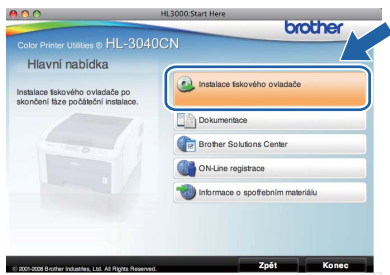 HL3000:Start Here
brother
Color Printer Utilities ® HL-3040CN
Hlavní nabídka
Instalace tiskového ovladače po
skončení fáze počáteční instalace.
Instalace tiskového ovladače
Dokumentace
Brother Solutions Center
ON-Line registrace
Informace o spotřebním materiálu
© 2001-2008 Brother Industries, Ltd. All Rights Reserved.
Zpět
Konec